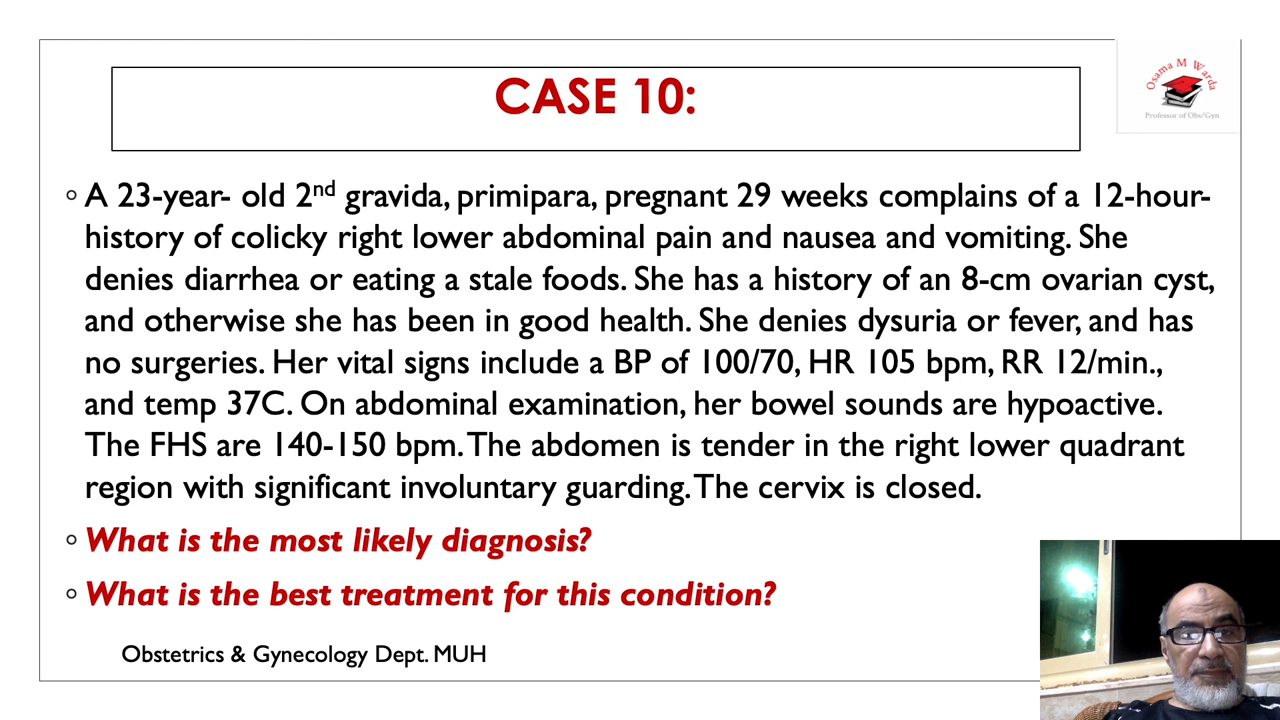 CASE 10:
Osama M Warda
Professor of Obs/Gyn
◦ A 23-year- old 2nd gravida, primipara, pregnant 29 weeks complains of a 12-hour-
history of colicky right lower abdominal pain and nausea and vomiting. She
denies diarrhea or eating a stale foods. She has a history of an 8-cm ovarian cyst,
and otherwise she has been in good health. She denies dysuria or fever, and has
no surgeries. Her vital signs include a BP of 100/70, HR 105 bpm, RR 12/min.,
and temp 37C. On abdominal examination, her bowel sounds are hypoactive.
The FHS are 140-150 bpm. The abdomen is tender in the right lower quadrant
region with significant involuntary guarding. The cervix is closed.
◦ What is the most likely diagnosis?
◦ What is the best treatment for this condition?
Obstetrics & Gynecology Dept. MUH